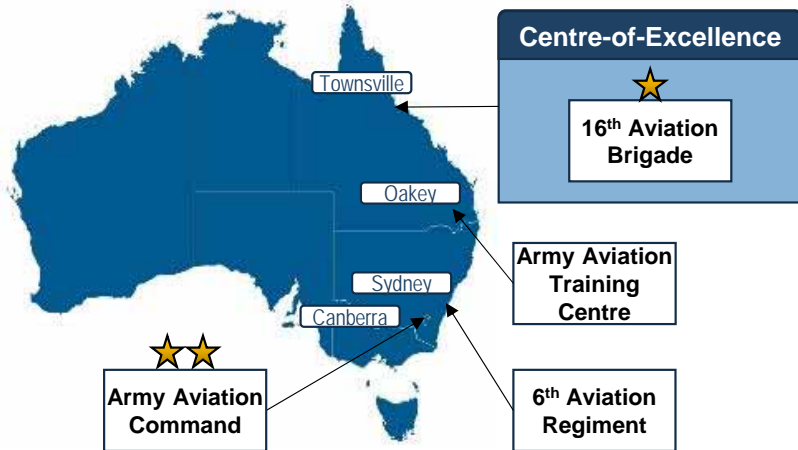 Centre-of-Excellence
Townsville
16th Aviation
Brigade
Oakey
Army Aviation
Training
Centre
Sydney
Canberra
Army Aviation
Command
6th Aviation
Regiment